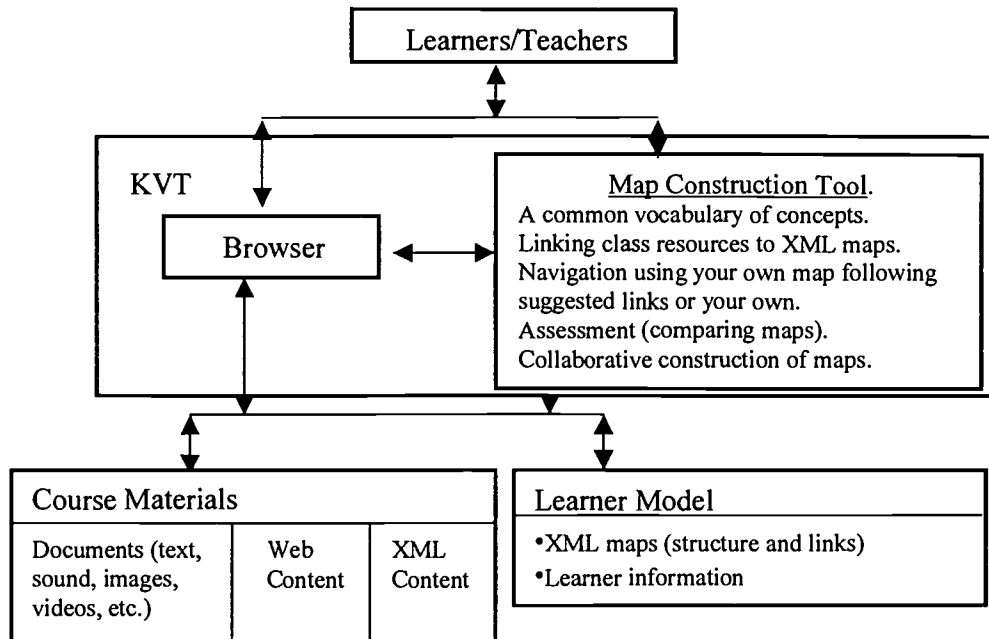 Learners/Teachers
KVT
Browser
Map Construction Tool.
A common vocabulary of concepts.
Linking class resources to XML maps.
Navigation using your own map following
suggested links or your own.
Assessment (comparing maps).
Collaborative construction of maps.
Course Materials
Documents (text,
sound, images,
videos, etc.)
Web
Content
XML
Content
Learner Model
•XML maps (structure and links)
•Learner information